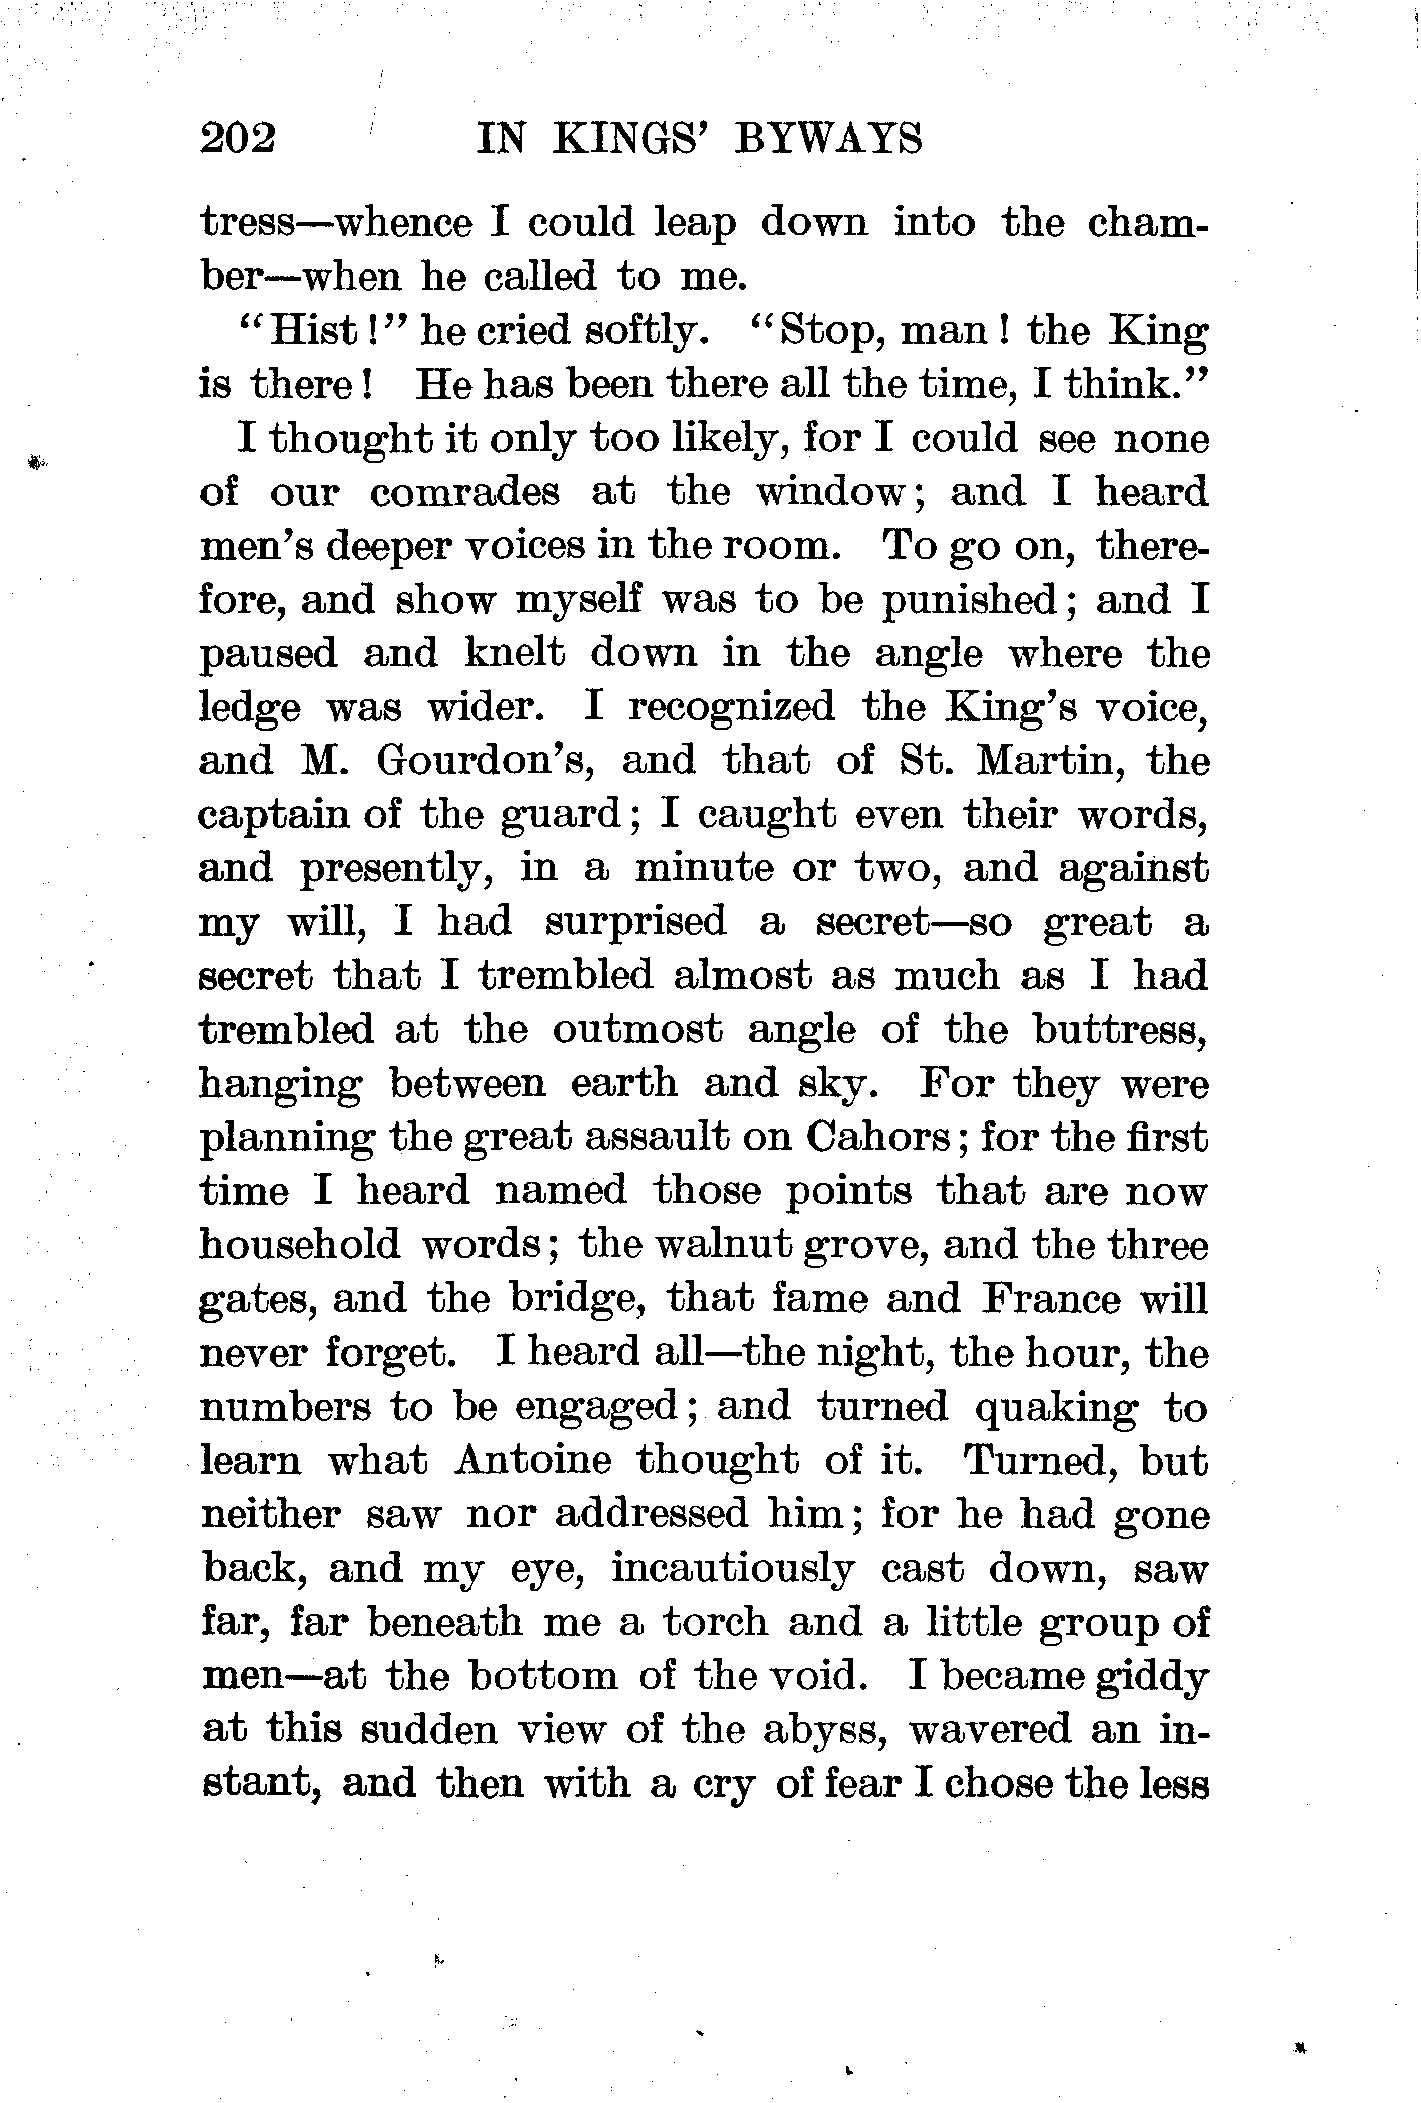 202 IN KINGS' BYWAYS
tress—whence I could leap down into the cham-
ber—when he called to me.
"Hist!" he cried softly. "Stop, man! the King
is there! He has been there all the time, I think."
I thought it only too likely, for I could see none
of our comrades at the window; and I heard
men's deeper voices in the room. To go on, there-
fore, and show myself was to be punished; and I
paused and knelt down in the angle where the
ledge was wider. I recognized the King's voice,
and M. Gourdon's, and that of St. Martin, the
captain of the guard; I caught even their words,
and presently, in a minute or two, and against
my will, I had surprised a secret—so great a
secret that I trembled almost as much as I had
trembled at the outmost angle of the buttress,
hanging between earth and sky. For they were
planning the great assault on Cahors; for the first
time I heard named those points that are now
household words; the walnut grove, and the three
gates, and the bridge, that fame and France will
never forget. I heard all—the night, the hour, the
numbers to be engaged; and turned quaking to
learn what Antoine thought of it. Turned, but
neither saw nor addressed him; for he had gone
back, and my eye, incautiously cast down, saw
far, far beneath me a torch and a little group of
men—at the bottom of the void. I became giddy
at this sudden view of the abyss, wavered an in-
stant, and then with a cry of fear I chose the less